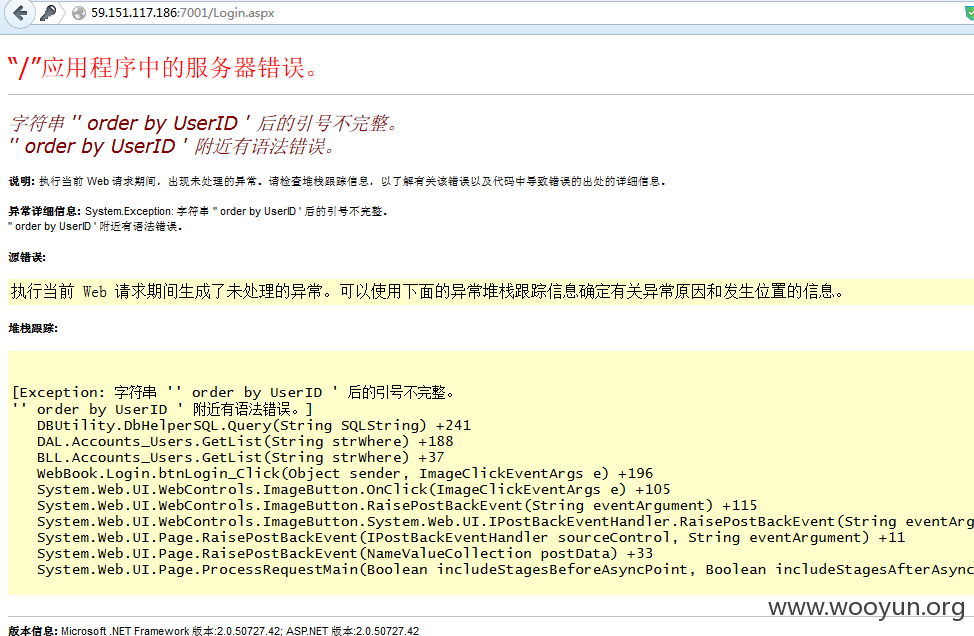 59.151.117.186:7001/Login.aspx
“/”应用程序中的服务器错误。
字符串 '' order by UserID ' 后的引号不完整。
'' order by UserID ' 附近有语法错误。
说明: 执行当前 Web 请求期间，出现未处理的异常。请检查堆栈跟踪信息，以了解有关该错误以及代码中导致错误的出处的详细信息。
异常详细信息: System.Exception: 字符串 '' order by UserID ' 后的引号不完整。
'' order by UserID ' 附近有语法错误。
源错误:
执行当前 Web 请求期间生成了未处理的异常。可以使用下面的异常堆栈跟踪信息确定有关异常原因和发生位置的信息。
堆栈跟踪:
[Exception: 字符串 '' order by UserID ' 后的引号不完整。
'' order by UserID ' 附近有语法错误。]
DBUtility.DbHelperSQL.Query(String SQLString) +241
DAL.Accounts_Users.GetList(String strWhere) +188
BLL.Accounts_Users.GetList(String strWhere) +37
WebBook.Login.btnLogin_Click(Object sender, ImageClickEventArgs e) +196
System.Web.UI.WebControls.ImageButton.OnClick(ImageClickEventArgs e) +105
System.Web.UI.WebControls.ImageButton.RaisePostBackEvent(String eventArgument) +115
System.Web.UI.WebControls.ImageButton.System.Web.UI.IPostBackEventHandler.RaisePostBackEvent(String eventArg
System.Web.UI.Page.RaisePostBackEvent(IPostBackEventHandler sourceControl, String eventArgument) +11
System.Web.UI.Page.RaisePostBackEvent(NameValueCollection postData) +33
System.Web.UI.Page.ProcessRequestMain(Boolean includeStagesBeforeAsyncPoint, Boolean includeStagesAfterAsync
www.wooyun.org
版本信息: Microsoft .NET Framework 版本:2.0.50727.42; ASP.NET 版本:2.0.50727.42